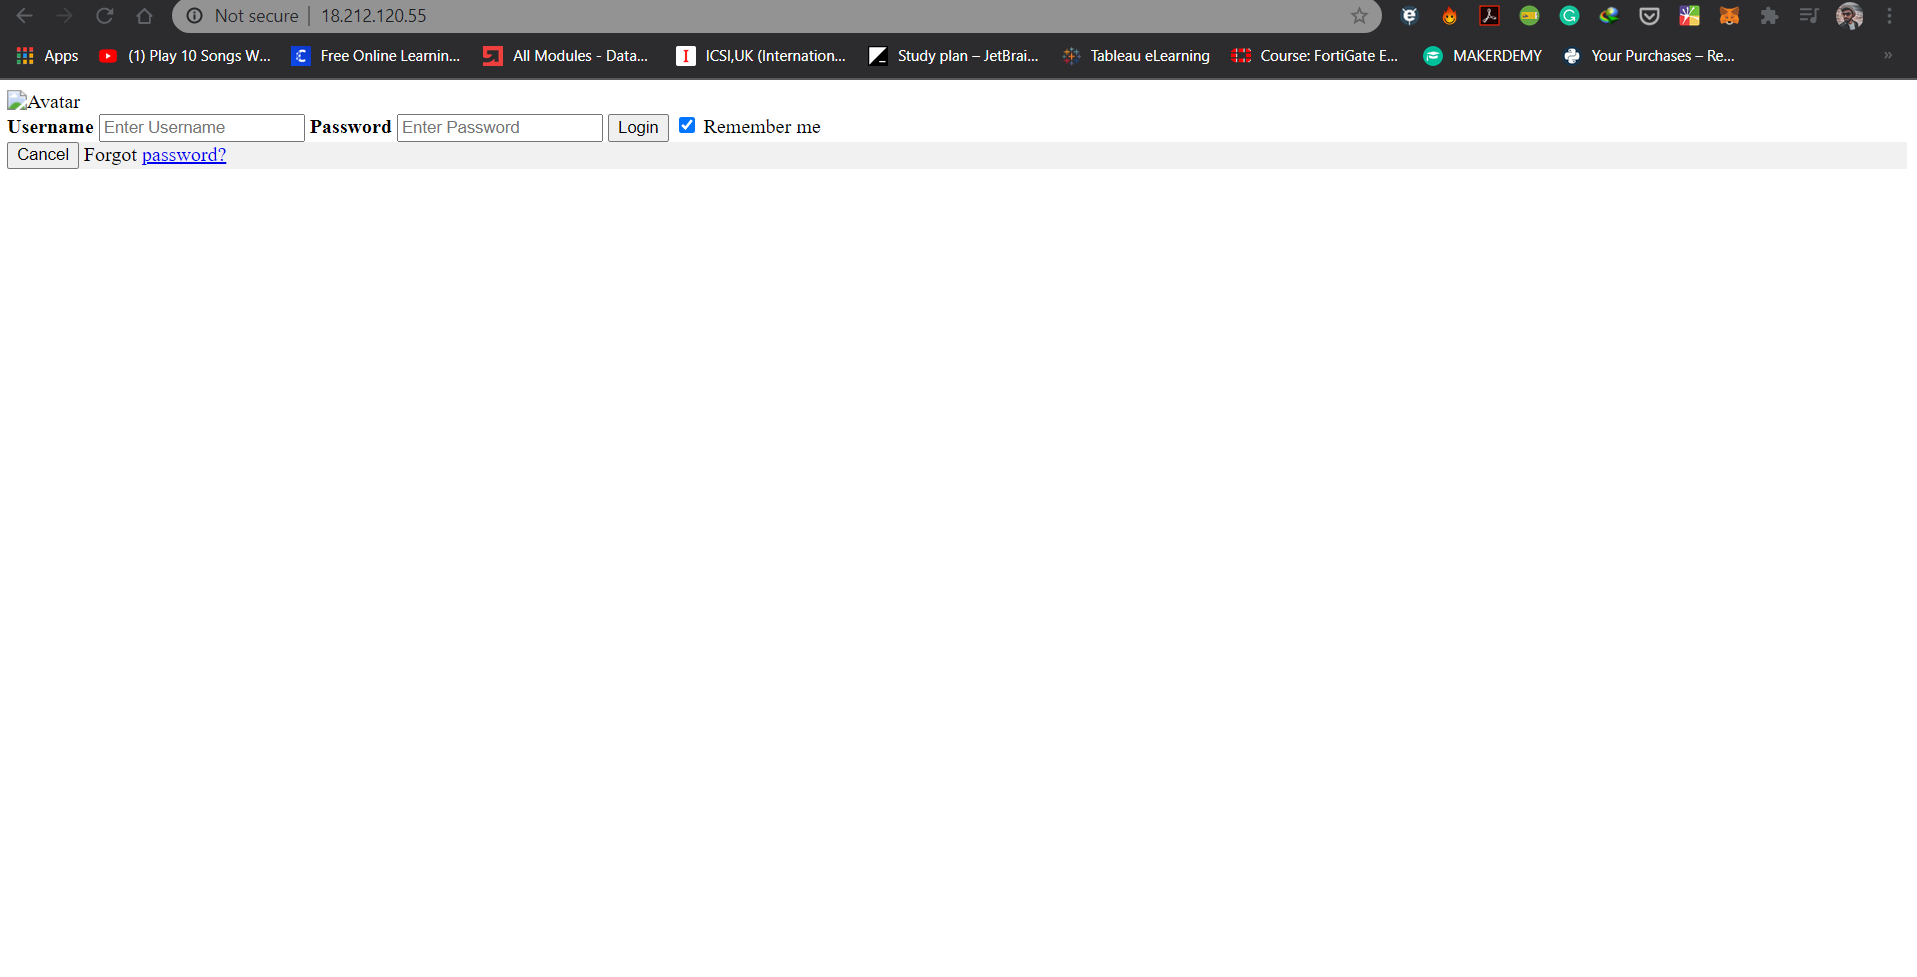 Not secure | 18.212.120.55
Apps (1) Play 10 Songs W... Free Online Learnin... All Modules - Data... ICSI,UK (Internation... Study plan – JetBrai... Tableau eLearning Course: FortiGate E... MAKERDEMY Your Purchases – Re... »
Avatar
Username Enter Username Password Enter Password Login Remember me
Cancel Forgot password?